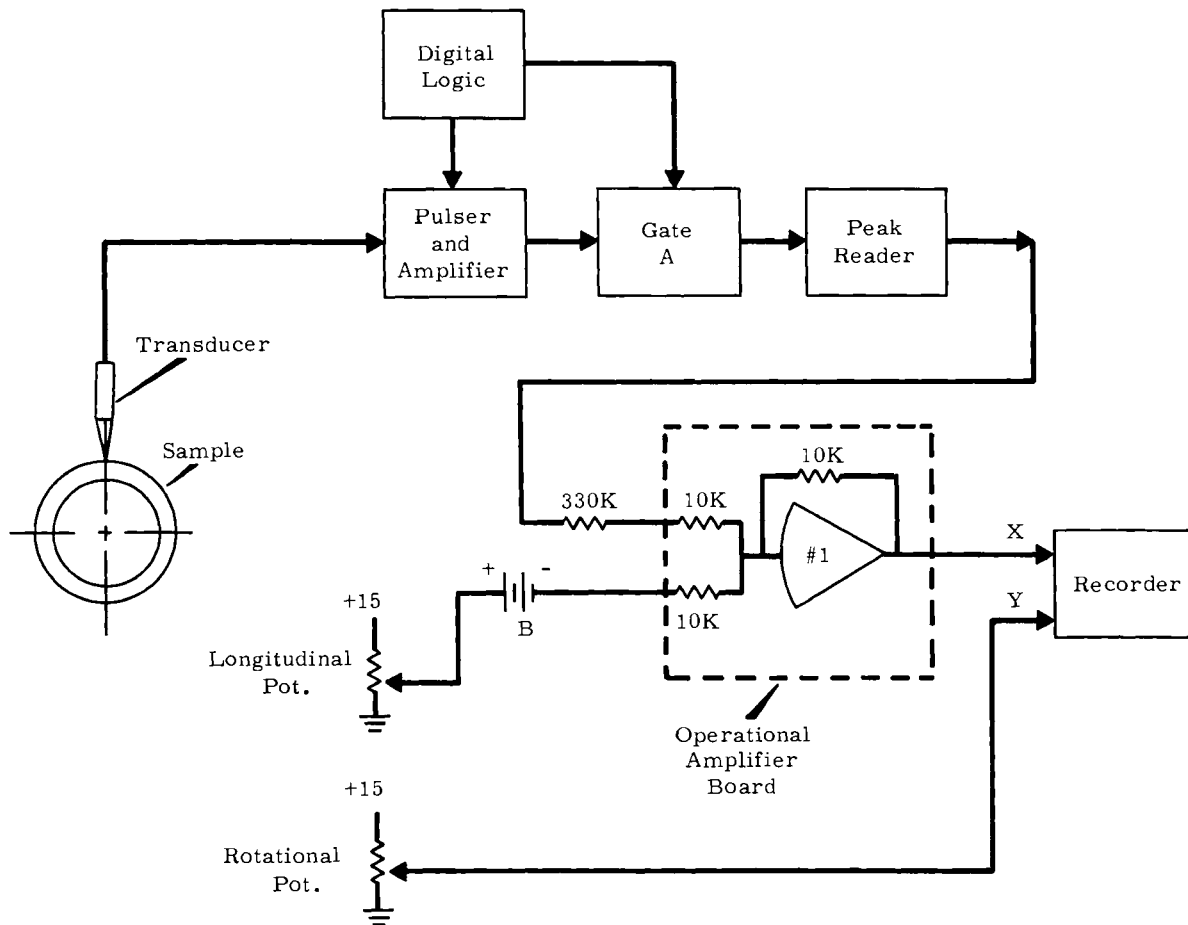 Digital
Logic
Pulser
and
Amplifier
Gate
A
Peak
Reader
Transducer
Sample
10K
330K
10K
#1
X
Recorder
+ -
B
10K
Y
+15
Longitudinal
Pot.
Operational
Amplifier
Board
+15
Rotational
Pot.